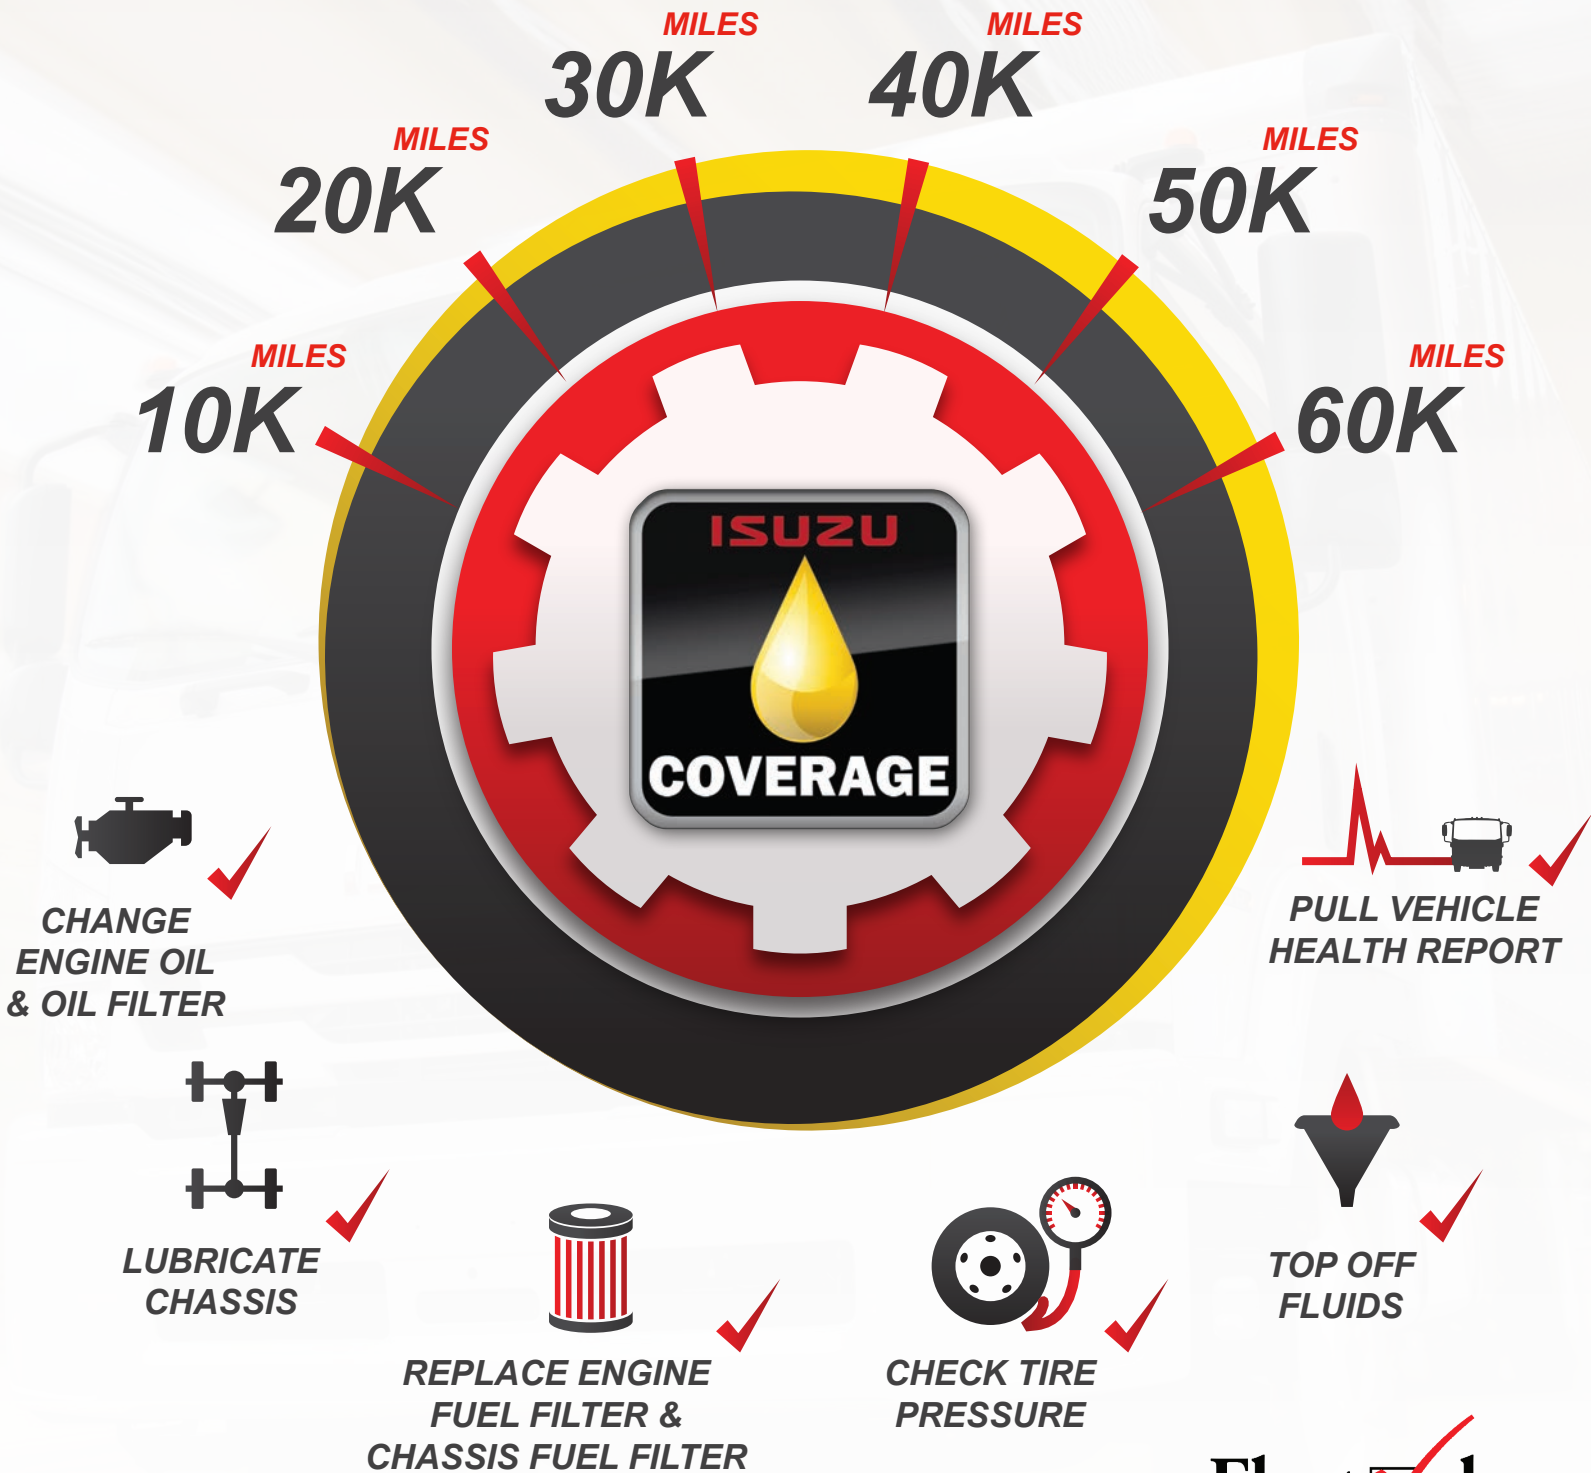 MILES
30K
MILES
40K
MILES
20K
MILES
50K
MILES
10K
MILES
60K
ISUZU
COVERAGE
CHANGE
ENGINE OIL
& OIL FILTER
PULL VEHICLE
HEALTH REPORT
LUBRICATE
CHASSIS
TOP OFF
FLUIDS
REPLACE ENGINE
FUEL FILTER &
CHASSIS FUEL FILTER
CHECK TIRE
PRESSURE